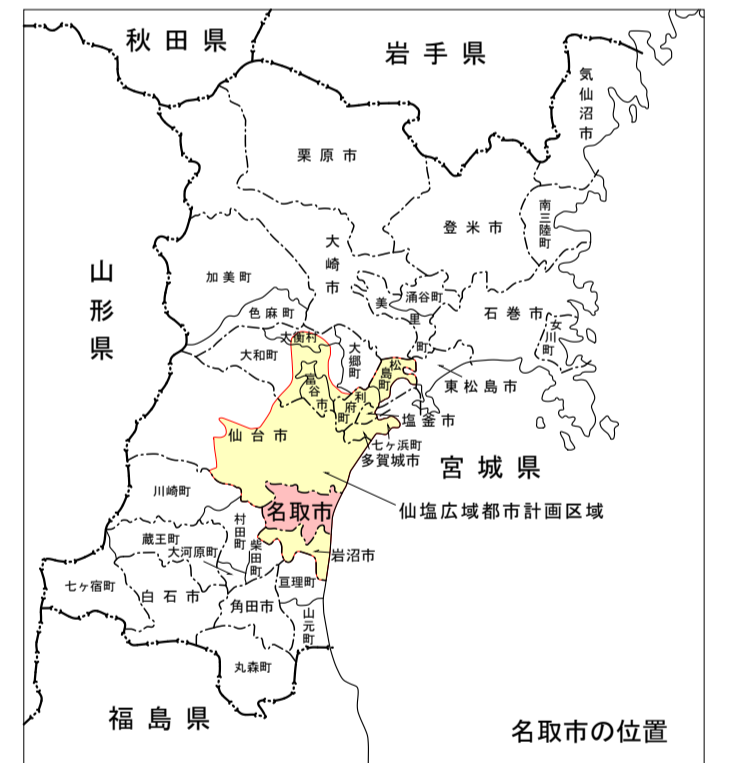 秋田県
岩手県
気仙沼市
栗原市
南三陸町
登米市
大崎市
山形県
加美町
涌谷町
美里町
石巻市
色麻町
女川町
大衡村
大和町
大郷町
松島町
東松島市
富谷市
利府町
塩釜市
仙台市
七ヶ浜町
多賀城市
宮城県
川崎町
名取市
仙塩広域都市計画区域
村田町
蔵王町
柴田町
大河原町
岩沼市
七ヶ宿町
亘理町
白石市
角田市
山元町
丸森町
福島県
名取市の位置